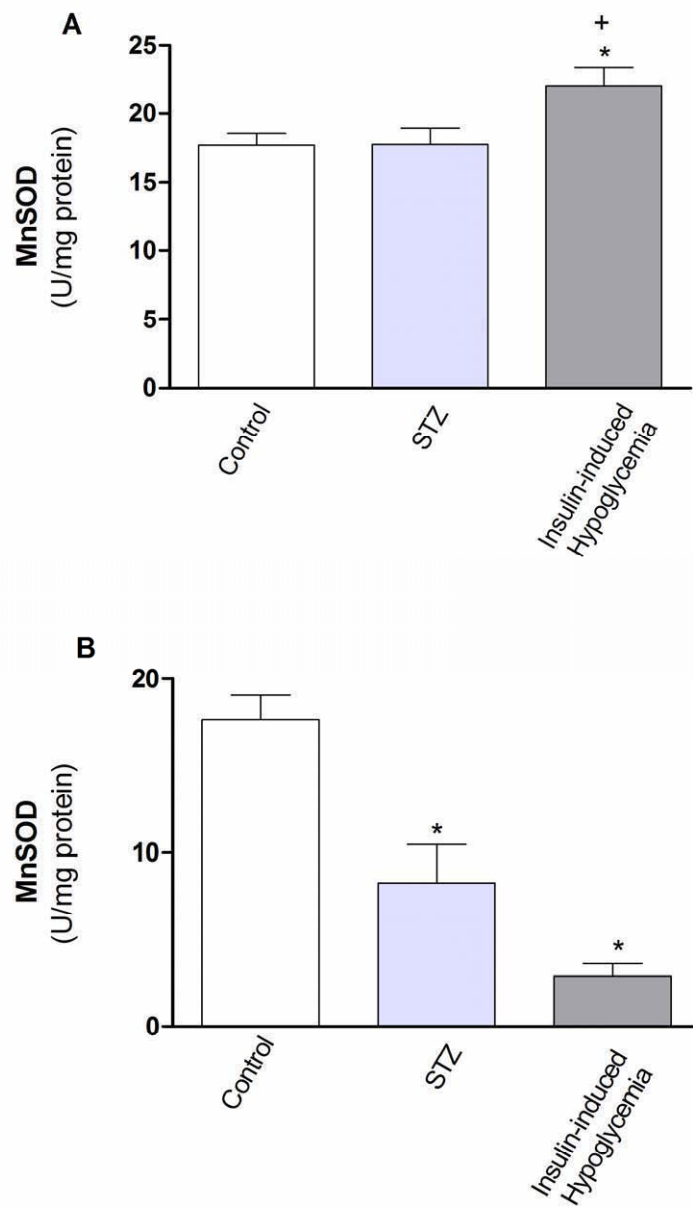 A
MnSOD
(U/mg protein)
25
20
15
10
5
0
+
*
Control
STZ
Insulin-induced
Hypoglycemia
B
MnSOD
(U/mg protein)
20
10
0
*
*
Control
STZ
Insulin-induced
Hypoglycemia